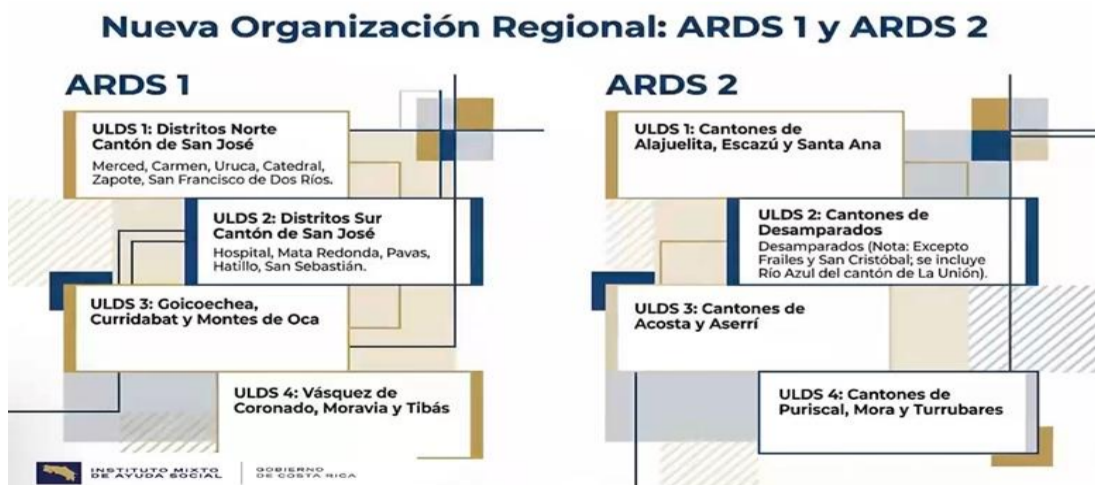 Nueva Organización Regional: ARDS 1 y ARDS 2
ARDS 1
ULDS 1: Distritos Norte
Cantón de San José
Merced, Carmen, Uruca, Catedral,
Zapote, San Francisco de Dos Ríos.
ULDS 2: Distritos Sur
Cantón de San José
Hospital, Mata Redonda, Pavas,
Hatillo, San Sebastián.
ULDS 3: Goicoechea,
Curridabat y Montes de Oca
ULDS 4: Vásquez de
Coronado, Moravia y Tibás
ARDS 2
ULDS 1: Cantones de
Alajuelita, Escazú y Santa Ana
ULDS 2: Cantones de
Desamparados
Desamparados (Nota: Excepto
Frailes y San Cristóbal; se incluye
Río Azul del cantón de La Unión).
ULDS 3: Cantones de
Acosta y Aserrí
ULDS 4: Cantones de
Puriscal, Mora y Turrubares
INSTITUTO MIXTO
DE AYUDA SOCIAL
GOBIERNO
DE COSTA RICA